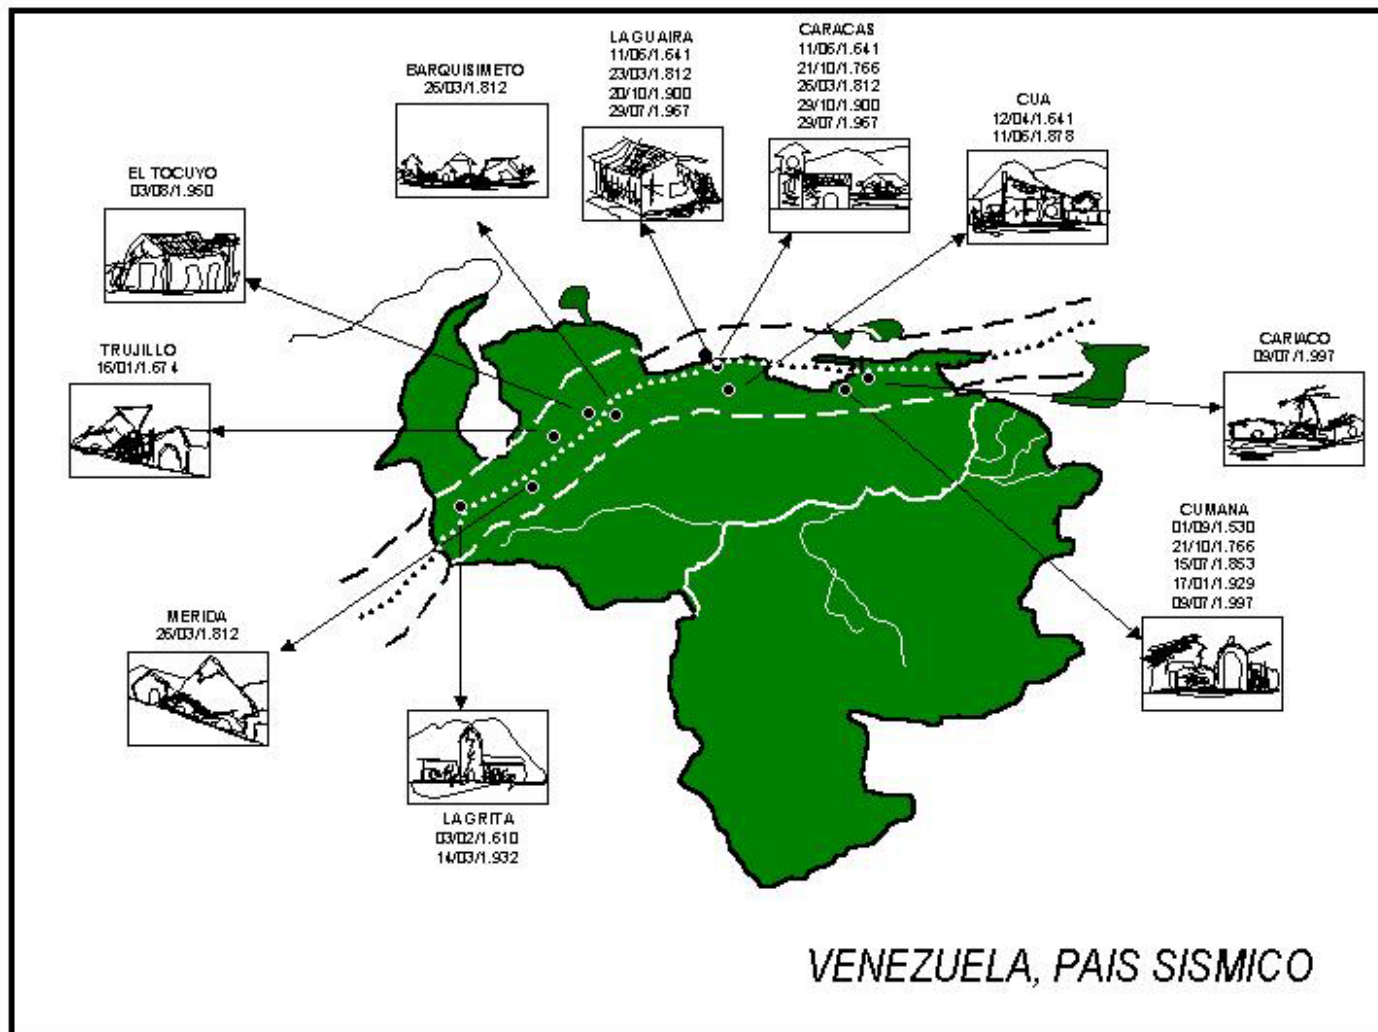 LAGUAIRA
11/06/1.641
23/03/1.812
20/10/1.900
29/07/1.967
CARACAS
11/06/1.641
21/10/1.766
26/03/1.812
29/10/1.900
29/07/1.967
BARQUISIMETO
26/03/1.812
CUA
12/04/1.641
11/06/1.878
EL TOCUYO
03/08/1.950
TRUJILLO
16/01/1.674
CARIACO
09/07/1.997
CUMANA
01/09/1.530
21/10/1.766
15/07/1.853
17/01/1.929
09/07/1.997
MERIDA
26/03/1.812
LAGRITA
03/02/1.610
14/03/1.932
VENEZUELA, PAIS SISMICO